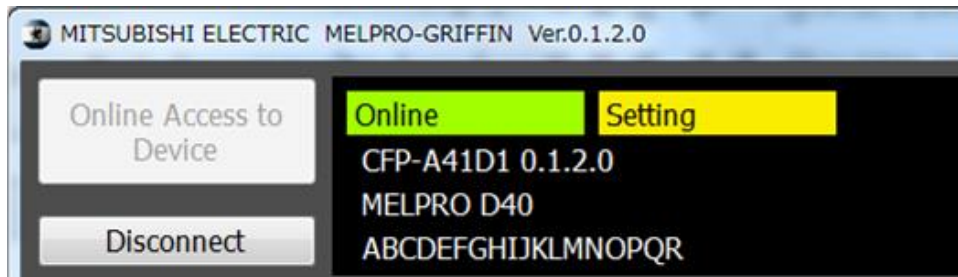 MITSUBISHI ELECTRIC MELPRO-GRIFFIN Ver.0.1.2.0
Online Access to
Device
Disconnect
Online Setting
CFP-A41D1 0.1.2.0
MELPRO D40
ABCDEFGHIJKLMNOPQR